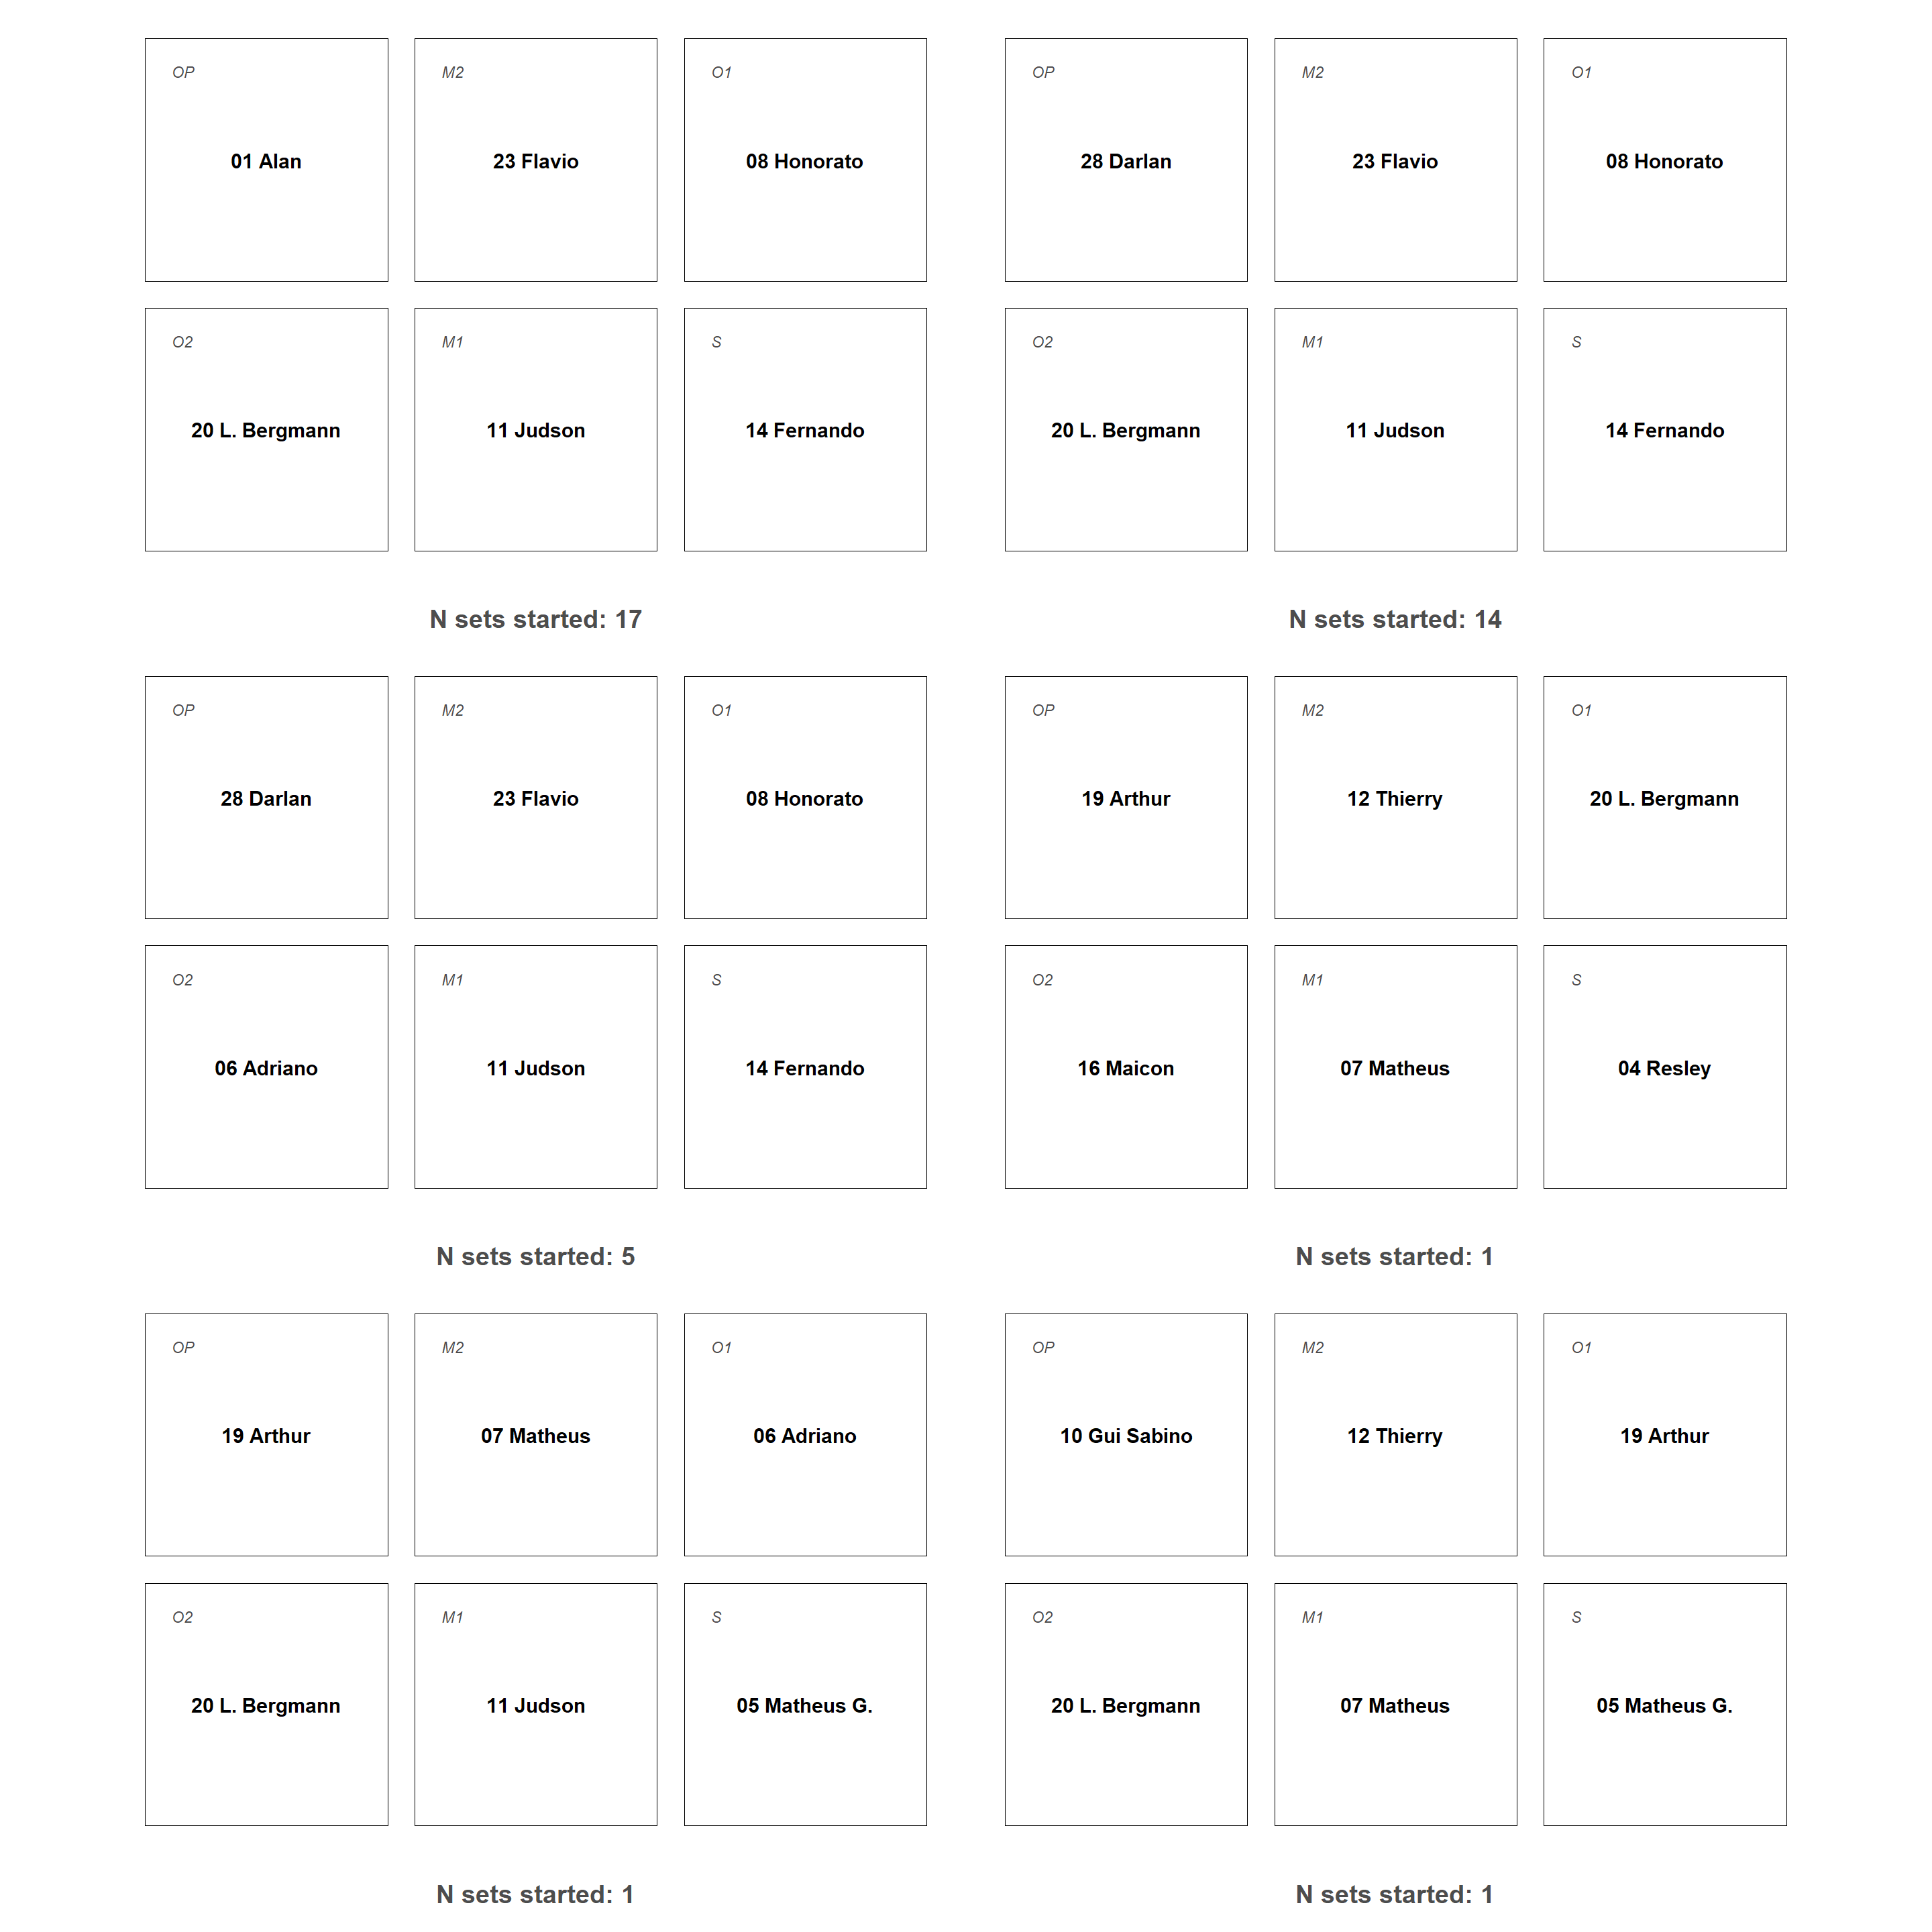 OP M2 O1
01 Alan 23 Flavio 08 Honorato
O2 M1 S
20 L. Bergmann 11 Judson 14 Fernando
N sets started: 17
OP M2 O1
28 Darlan 23 Flavio 08 Honorato
O2 M1 S
20 L. Bergmann 11 Judson 14 Fernando
N sets started: 14
OP M2 O1
28 Darlan 23 Flavio 08 Honorato
O2 M1 S
06 Adriano 11 Judson 14 Fernando
N sets started: 5
OP M2 O1
19 Arthur 12 Thierry 20 L. Bergmann
O2 M1 S
16 Maicon 07 Matheus 04 Resley
N sets started: 1
OP M2 O1
19 Arthur 07 Matheus 06 Adriano
O2 M1 S
20 L. Bergmann 11 Judson 05 Matheus G.
N sets started: 1
OP M2 O1
10 Gui Sabino 12 Thierry 19 Arthur
O2 M1 S
20 L. Bergmann 07 Matheus 05 Matheus G.
N sets started: 1